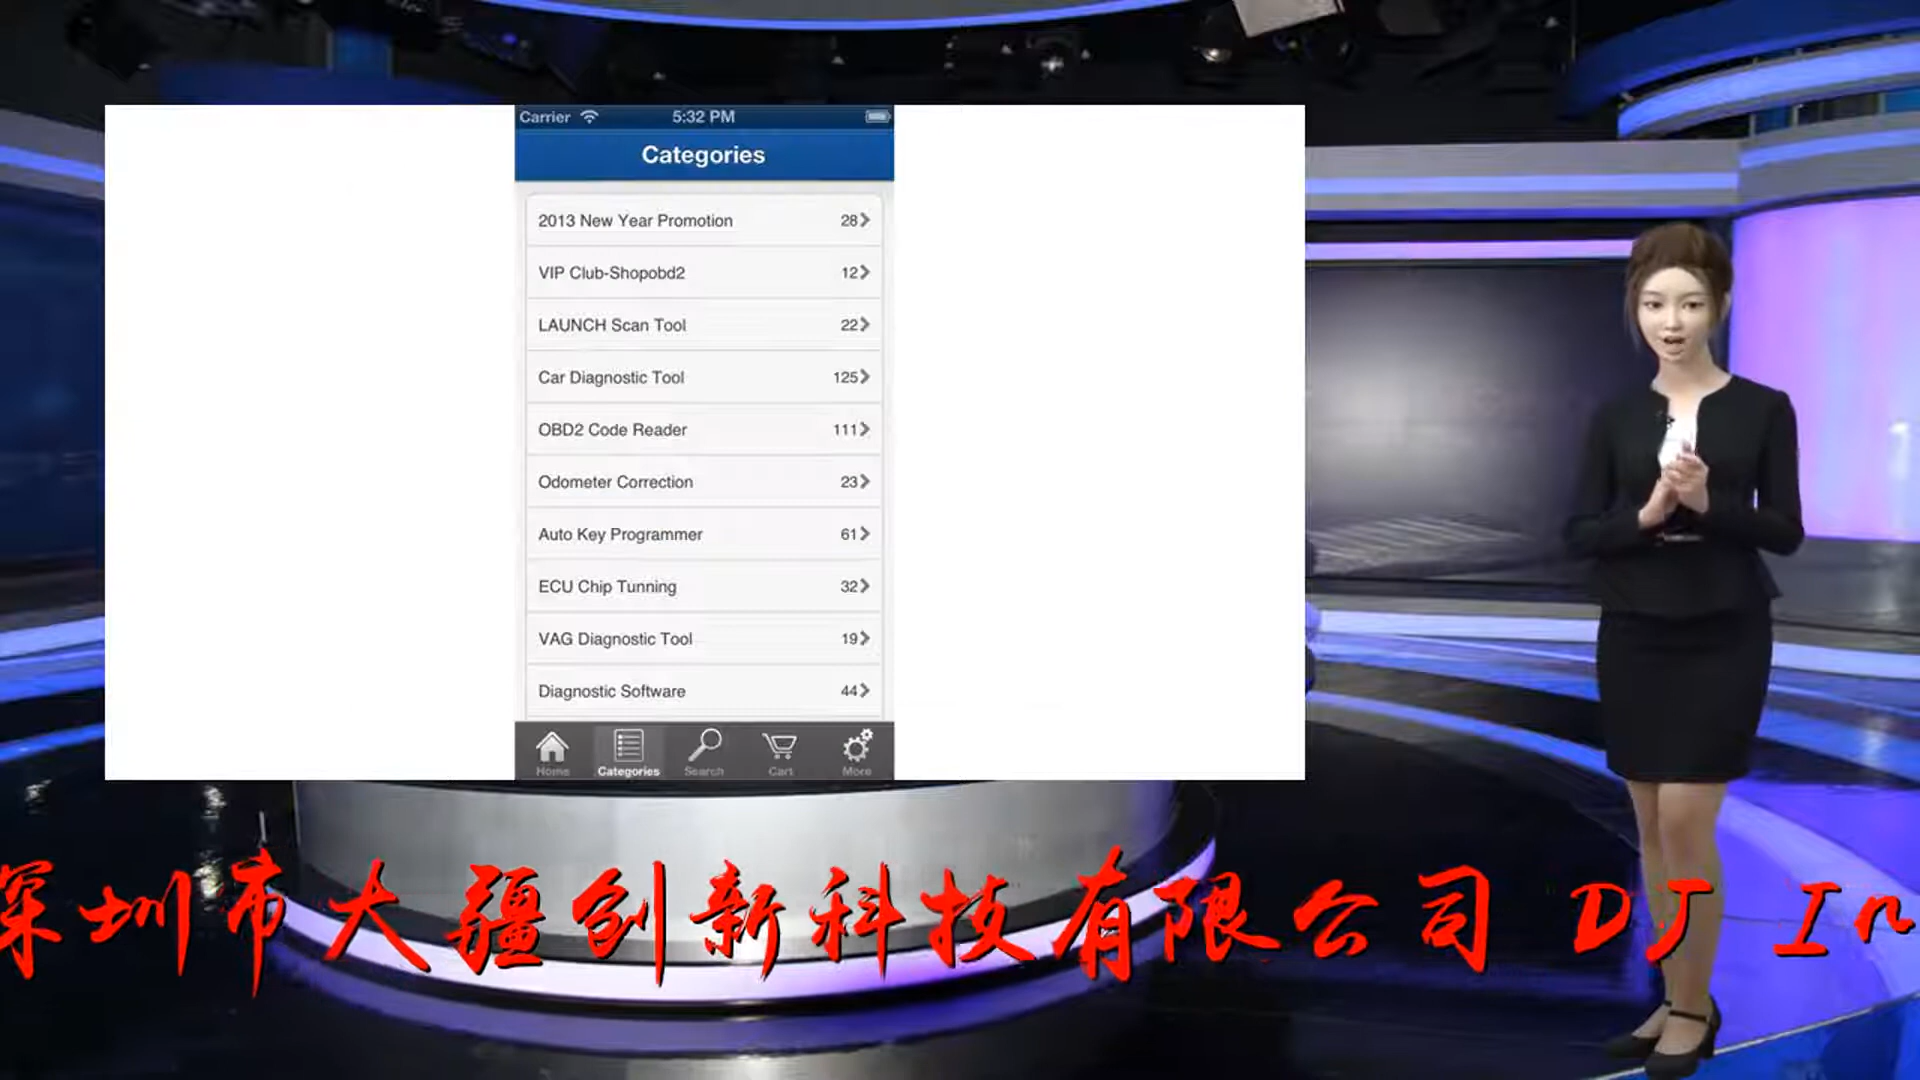 Carrier 5:32 PM
Categories
2013 New Year Promotion 28
VIP Club-Shopobd2 12
LAUNCH Scan Tool 22
Car Diagnostic Tool 125
OBD2 Code Reader 111
Odometer Correction 23
Auto Key Programmer 61
ECU Chip Tunning 32
VAG Diagnostic Tool 19
Diagnostic Software 44
Home Categories Search Cart More
深圳市大疆创新科技有限公司 DJ In